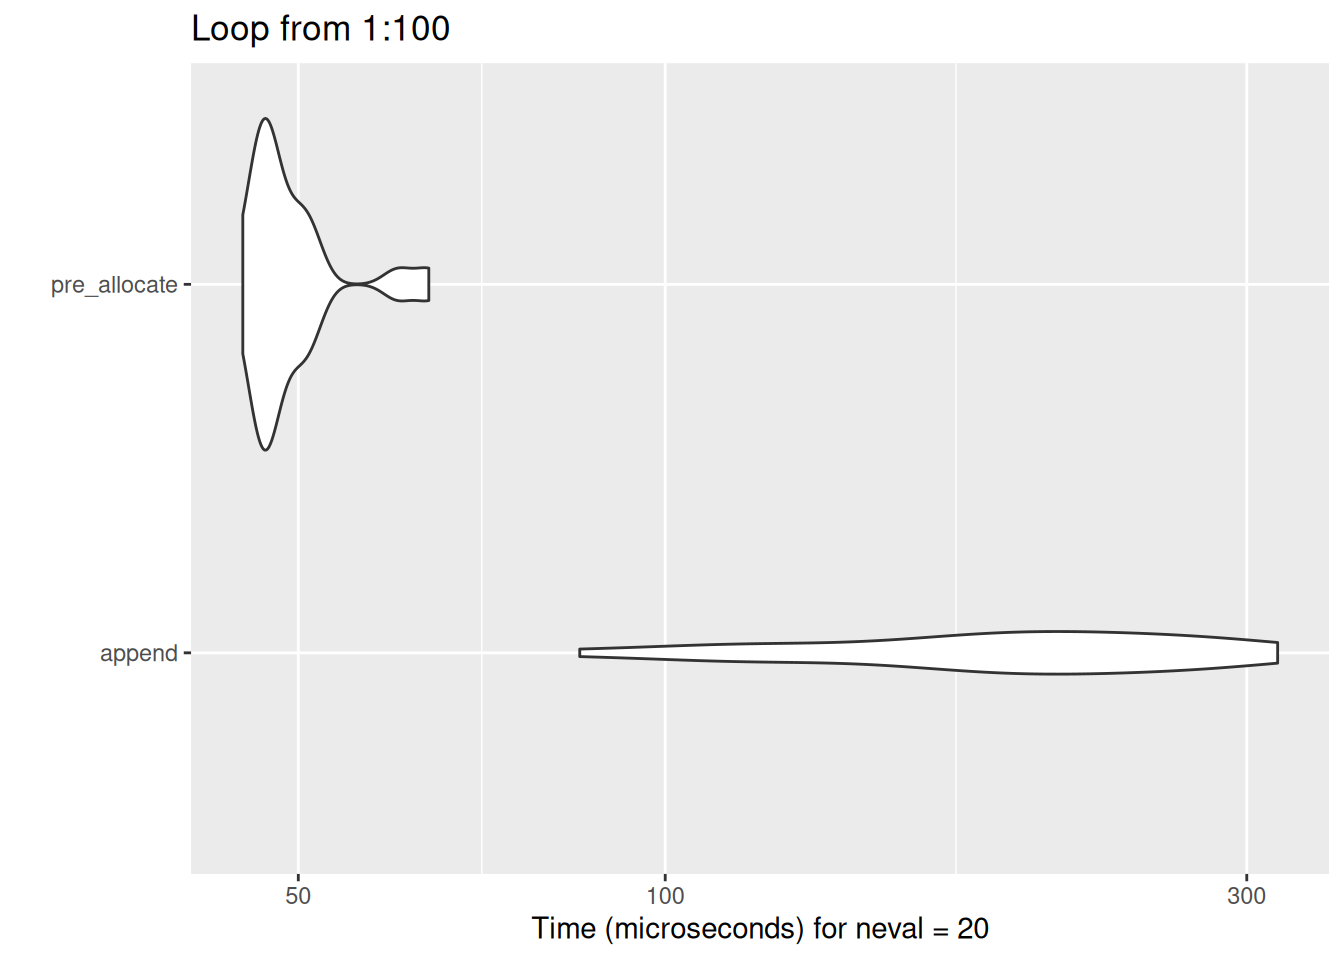 Loop from 1:100
pre_allocate
append
50 100 300
Time (microseconds) for neval = 20